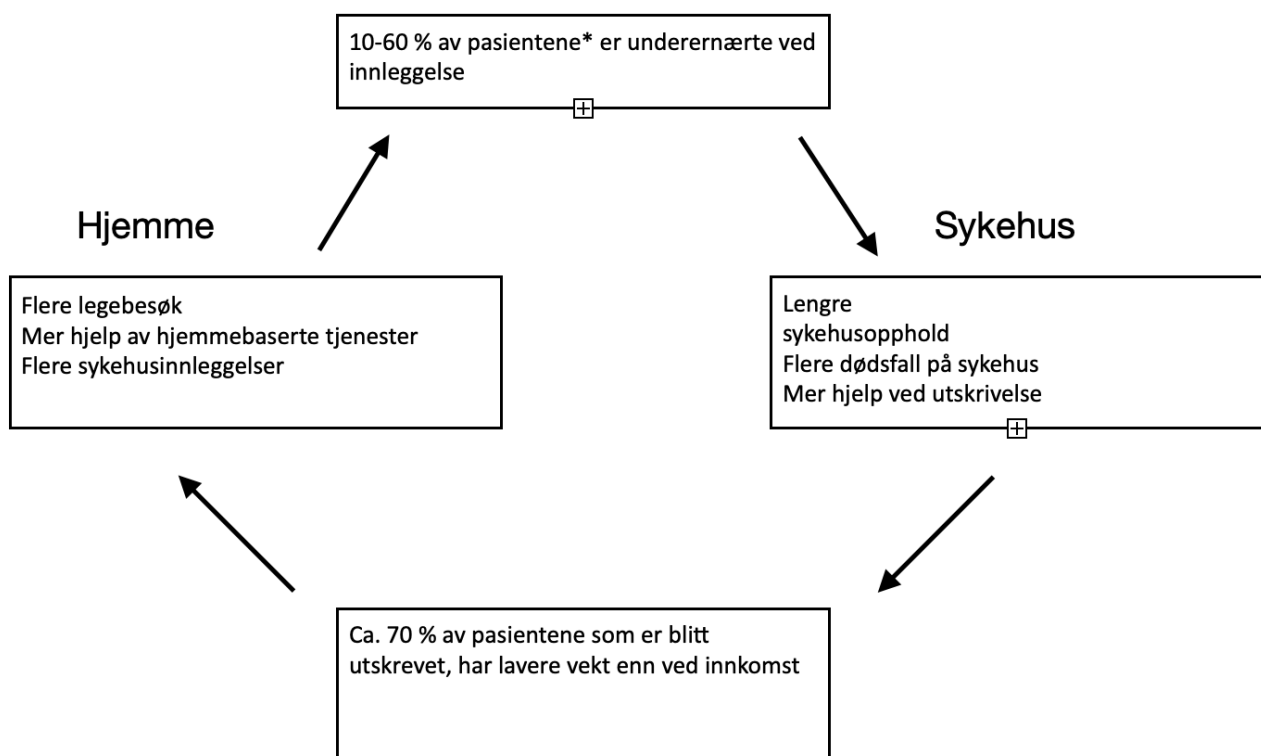 10-60 % av pasientene* er underernærte ved
innleggelse
Hjemme
Sykehus
Flere legebesøk
Mer hjelp av hjemmebaserte tjenester
Flere sykehusinnleggelser
Lengre
sykehusopphold
Flere dødsfall på sykehus
Mer hjelp ved utskrivelse
Ca. 70 % av pasientene som er blitt
utskrevet, har lavere vekt enn ved innkomst